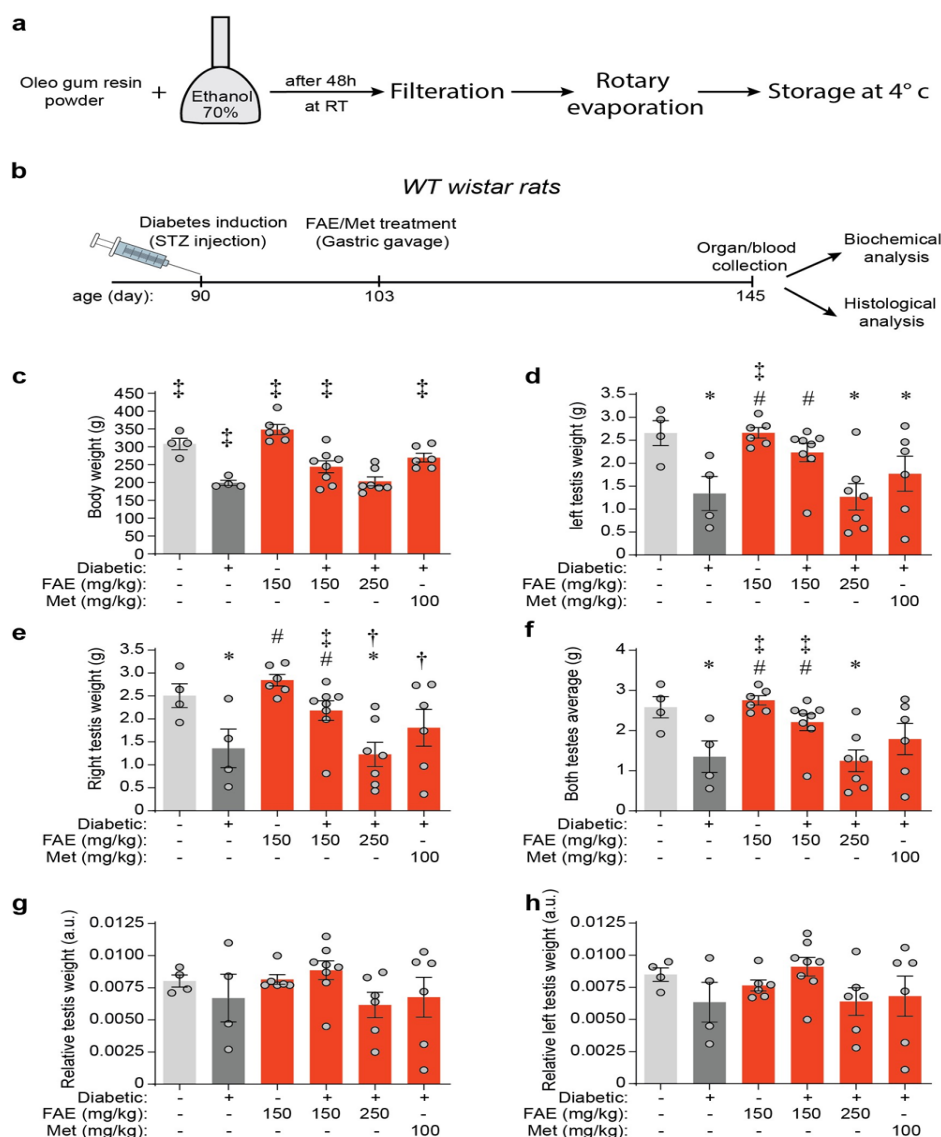 a
Oleo gum resin
powder
+
Ethanol
70%
after 48h
at RT
Filteration
Rotary
evaporation
Storage at 4° c
b
WT wistar rats
Diabetes induction
(STZ injection)
FAE/Met treatment
(Gastric gavage)
Organ/blood
collection
Biochemical
analysis
Histological
analysis
age (day):
90
103
145
c
Body weight (g)
450
400
350
300
250
200
150
100
50
0
‡ ‡ ‡ ‡ ‡
Diabetic: - + - + + +
FAE (mg/kg): - - 150 150 250 -
Met (mg/kg): - - - - - 100
d
left testis weight (g)
3.5
3.0
2.5
2.0
1.5
1.0
0.5
0.0
‡
* # # * *
Diabetic: - + - + + +
FAE (mg/kg): - - 150 150 250 -
Met (mg/kg): - - - - - 100
e
Right testis weight (g)
3.5
3.0
2.5
2.0
1.5
1.0
0.5
0.0
# ‡ †
* # * †
Diabetic: - + - + + +
FAE (mg/kg): - - 150 150 250 -
Met (mg/kg): - - - - - 100
f
Both testes average (g)
4
3
2
1
0
‡ ‡
* # # *
Diabetic: - + - + + +
FAE (mg/kg): - - 150 150 250 -
Met (mg/kg): - - - - - 100
g
Relative testis weight (a.u.)
0.0125
0.0100
0.0075
0.0050
0.0025
0
Diabetic: - + - + + +
FAE (mg/kg): - - 150 150 250 -
Met (mg/kg): - - - - - 100
h
Relative left testis weight (a.u.)
0.0125
0.0100
0.0075
0.0050
0.0025
0
Diabetic: - + - + + +
FAE (mg/kg): - - 150 150 250 -
Met (mg/kg): - - - - - 100